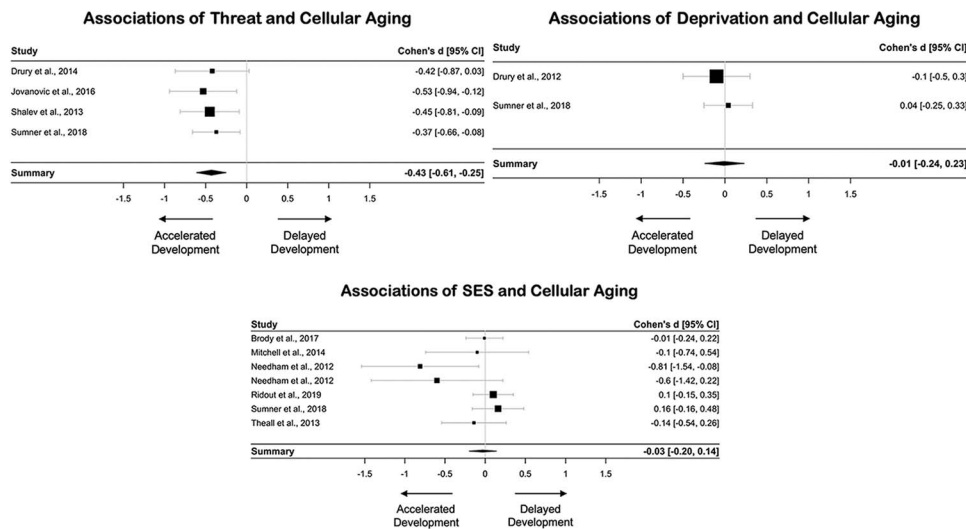 Associations of Threat and Cellular Aging
Study Cohen's d [95% CI]
Drury et al., 2014 -0.42 [-0.87, 0.03]
Jovanovic et al., 2016 -0.53 [-0.94, -0.12]
Shalev et al., 2013 -0.45 [-0.81, -0.09]
Sumner et al., 2018 -0.37 [-0.66, -0.08]
Summary -0.43 [-0.61, -0.25]
-1.5 -1 -0.5 0 0.5 1 1.5
Accelerated Development
Delayed Development
Associations of Deprivation and Cellular Aging
Study Cohen's d [95% CI]
Drury et al., 2012 -0.1 [-0.5, 0.3]
Sumner et al., 2018 0.04 [-0.25, 0.33]
Summary -0.01 [-0.24, 0.23]
-1.5 -1 -0.5 0 0.5 1 1.5
Accelerated Development
Delayed Development
Associations of SES and Cellular Aging
Study Cohen's d [95% CI]
Brody et al., 2017 -0.01 [-0.24, 0.22]
Mitchell et al., 2014 -0.1 [-0.74, 0.54]
Needham et al., 2012 -0.81 [-1.54, -0.08]
Needham et al., 2012 -0.6 [-1.42, 0.22]
Ridout et al., 2019 0.1 [-0.15, 0.35]
Sumner et al., 2018 0.16 [-0.16, 0.48]
Theall et al., 2013 -0.14 [-0.54, 0.26]
Summary -0.03 [-0.20, 0.14]
-1.5 -1 -0.5 0 0.5 1 1.5
Accelerated Development
Delayed Development